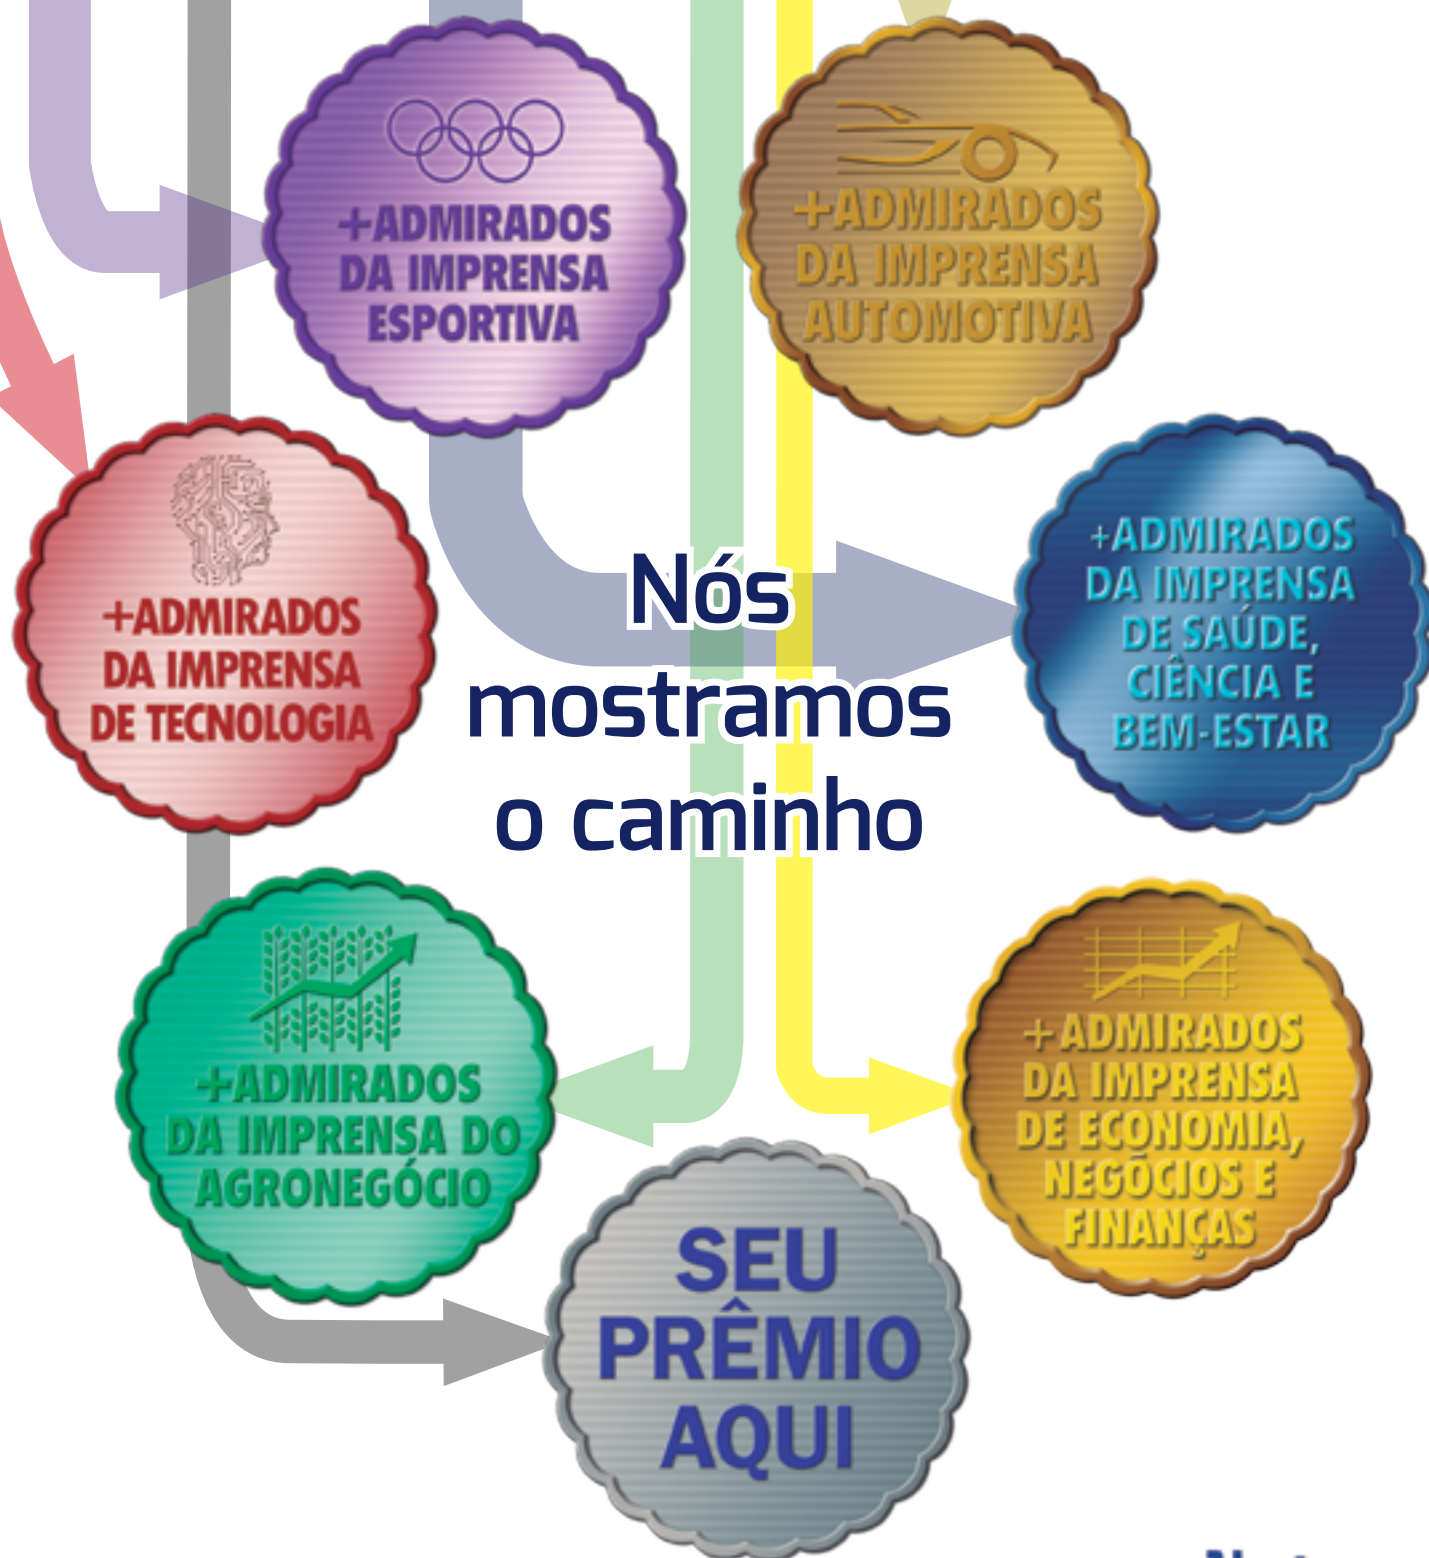 +ADMIRADOS
DA IMPRENSA
ESPORTIVA
+ADMIRADOS
DA IMPRENSA
AUTOMOTIVA
+ADMIRADOS
DA IMPRENSA
DE TECNOLOGIA
Nós
mostramos
o caminho
+ADMIRADOS
DA IMPRENSA
DE SAÚDE,
CIÊNCIA E
BEM-ESTAR
+ADMIRADOS
DA IMPRENSA DO
AGRONEGÓCIO
+ADMIRADOS
DA IMPRENSA
DE ECONOMIA,
NEGÓCIOS E
FINANÇAS
SEU
PRÊMIO
AQUI